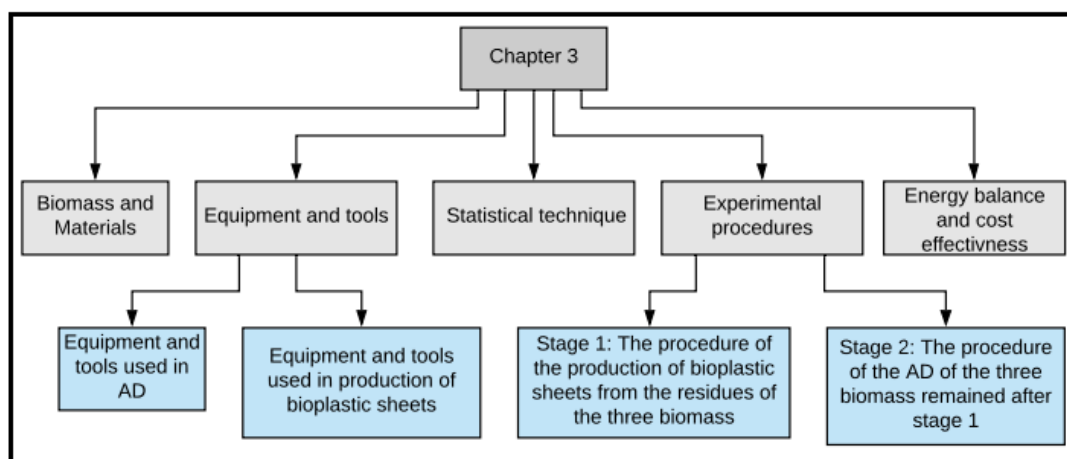 Chapter 3
Biomass and
Materials
Equipment and tools
Statistical technique
Experimental
procedures
Energy balance
and cost
effectivness
Equipment and
tools used in
AD
Equipment and tools
used in production of
bioplastic sheets
Stage 1: The procedure of
the production of bioplastic
sheets from the residues of
the three biomass
Stage 2: The procedure
of the AD of the three
biomass remained after
stage 1